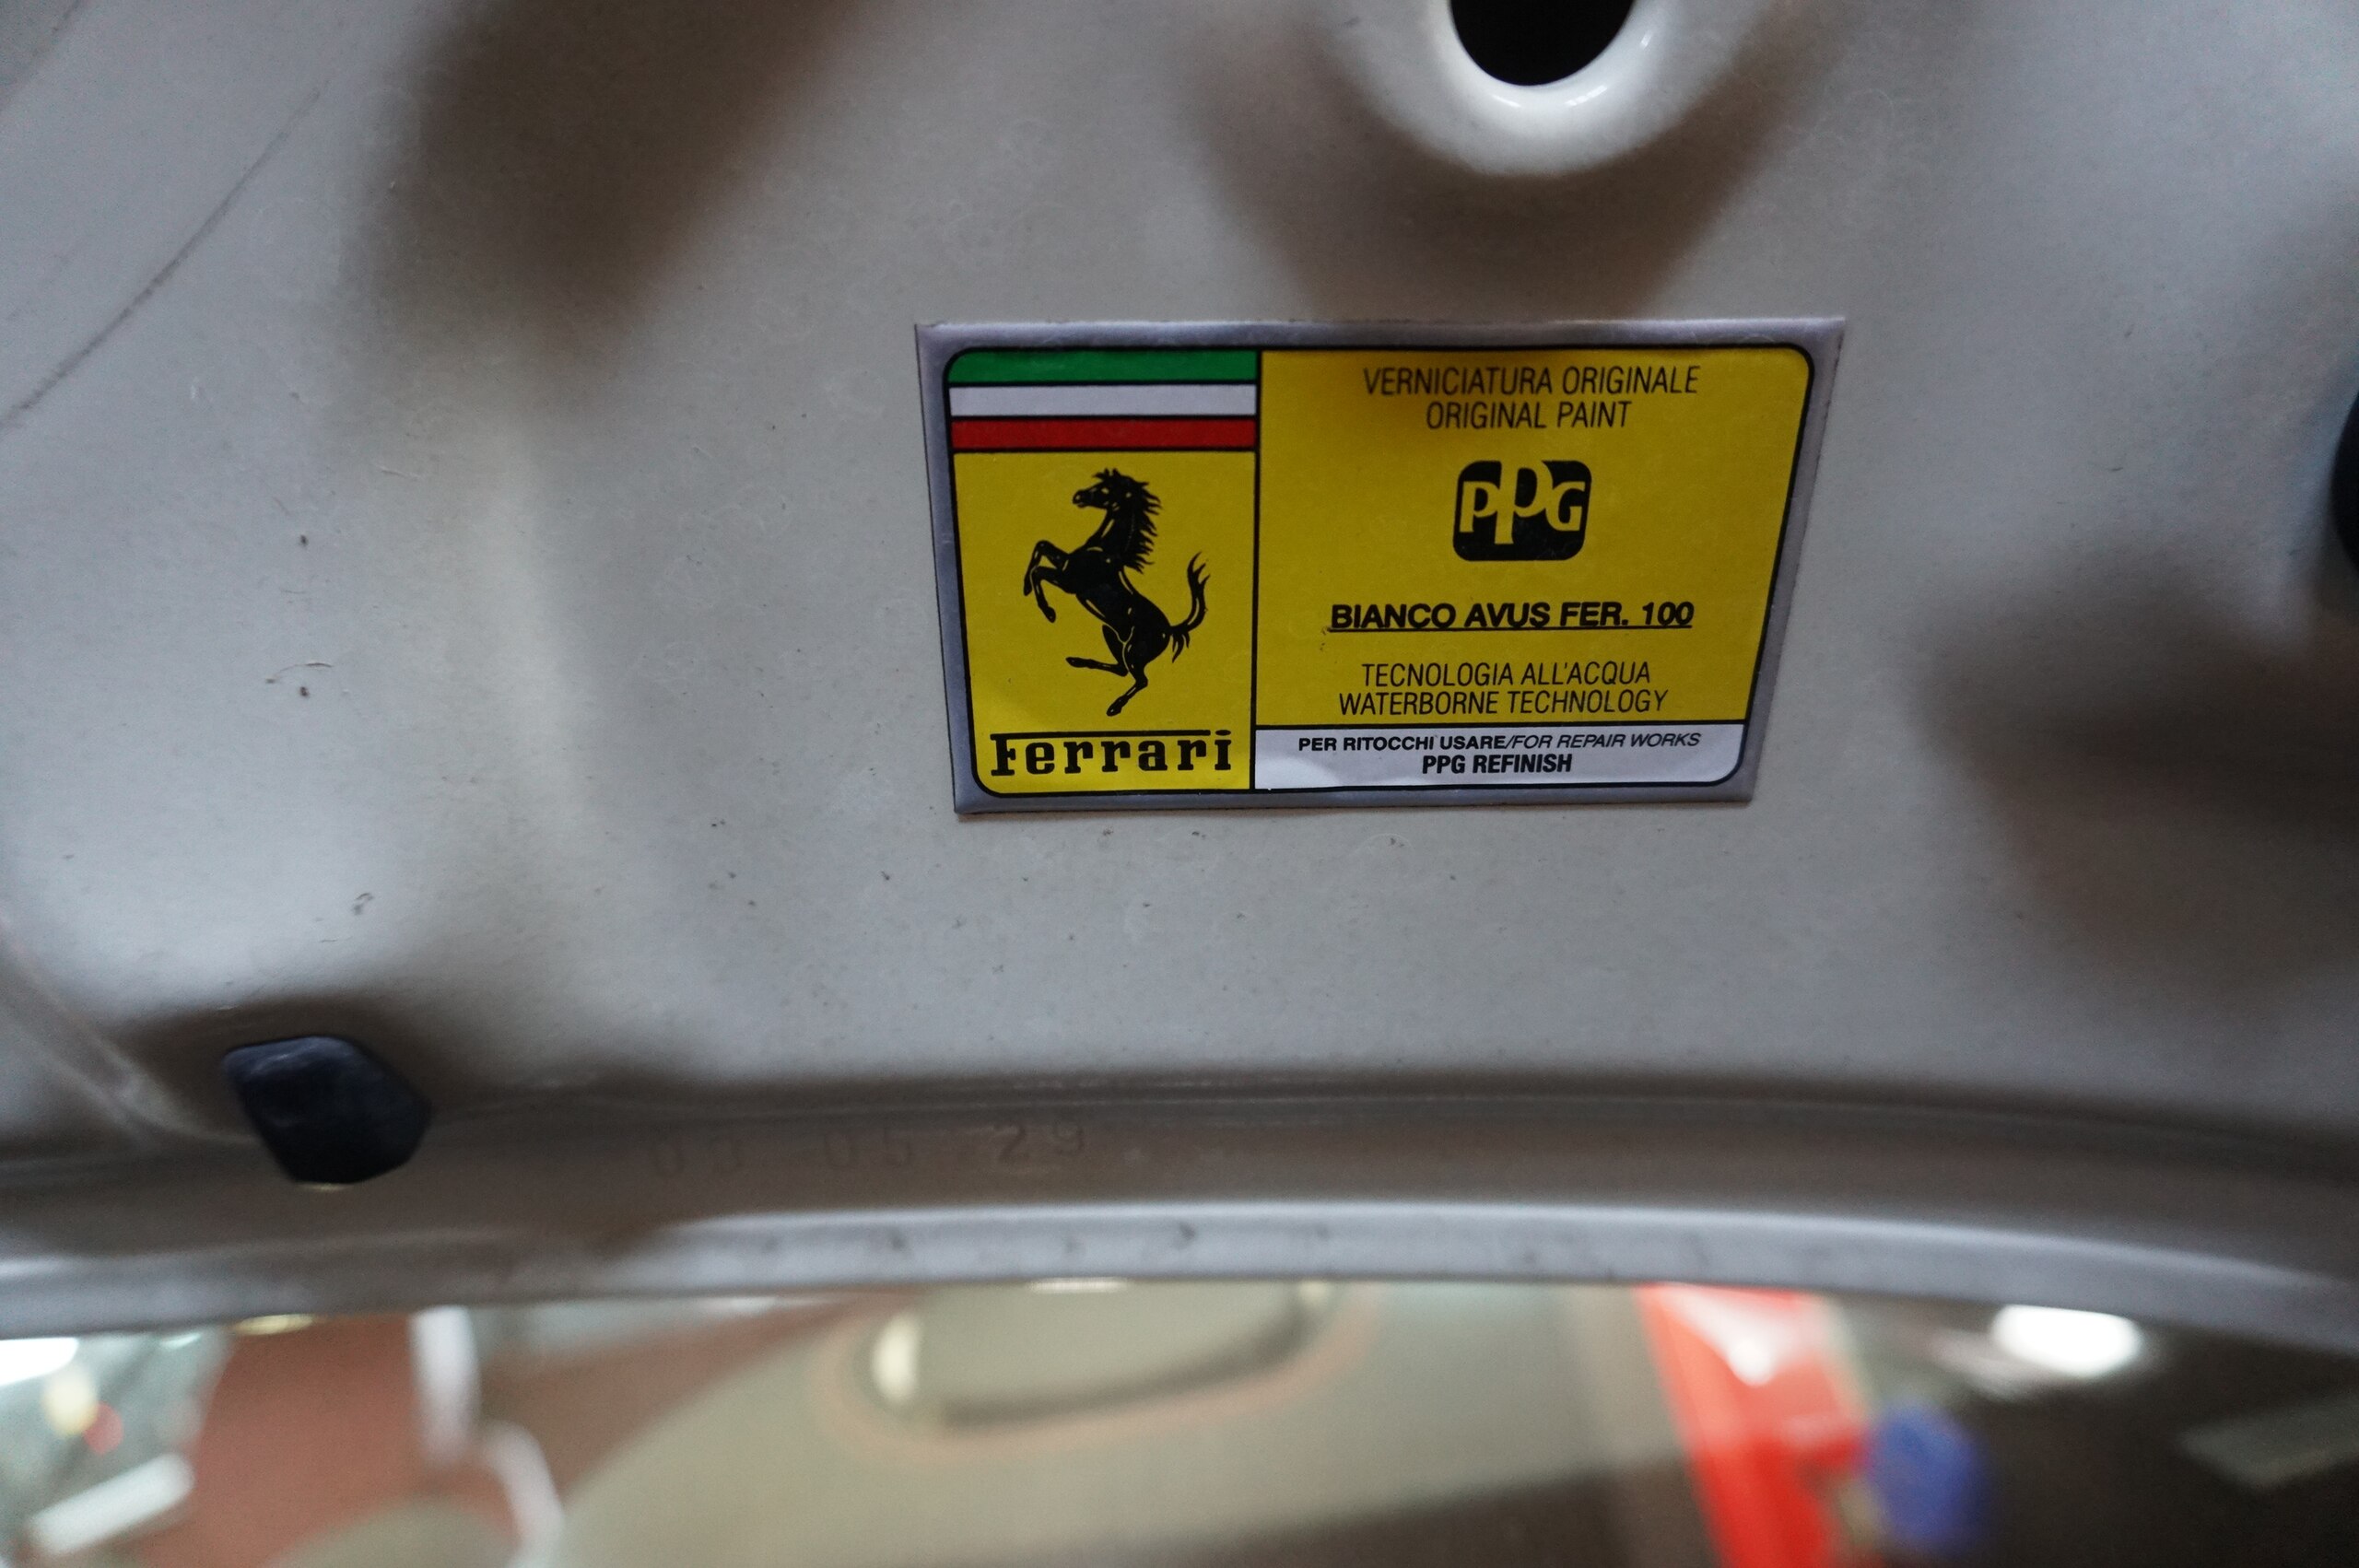 VERNICIATURA ORIGINALE
ORIGINAL PAINT
PPG
BIANCO AVUS FER. 100
TECNOLOGIA ALL'ACQUA
WATERBORNE TECHNOLOGY
PER RITOCCHI USARE/FOR REPAIR WORKS
PPG REFINISH
Ferrari
29